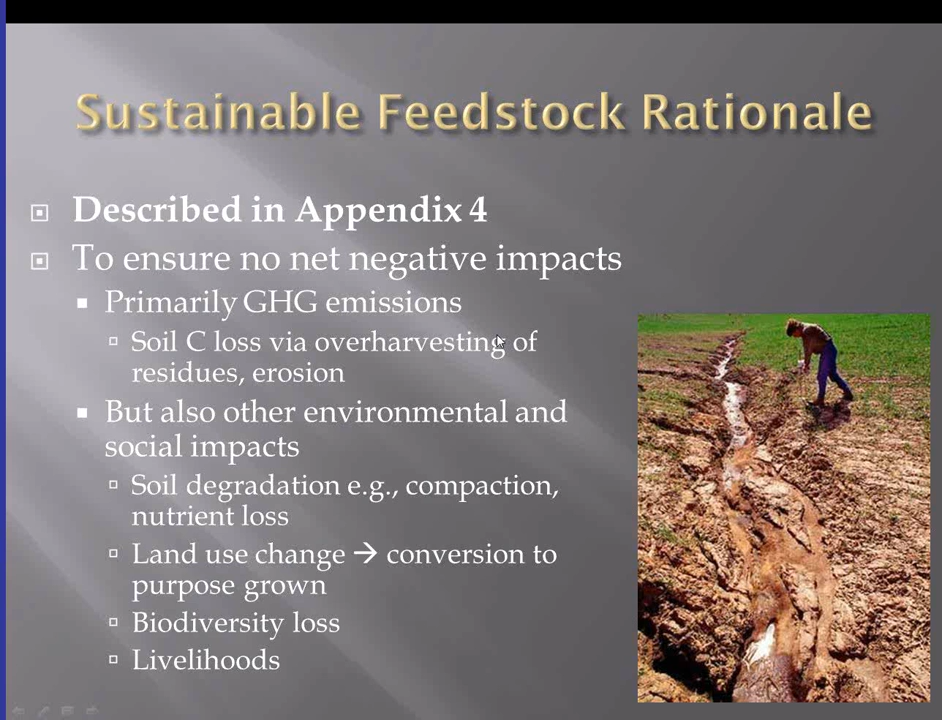 Sustainable Feedstock Rationale
Described in Appendix 4
To ensure no net negative impacts
Primarily GHG emissions
Soil C loss via overharvesting of
residues, erosion
But also other environmental and
social impacts
Soil degradation e.g., compaction,
nutrient loss
Land use change → conversion to
purpose grown
Biodiversity loss
Livelihoods